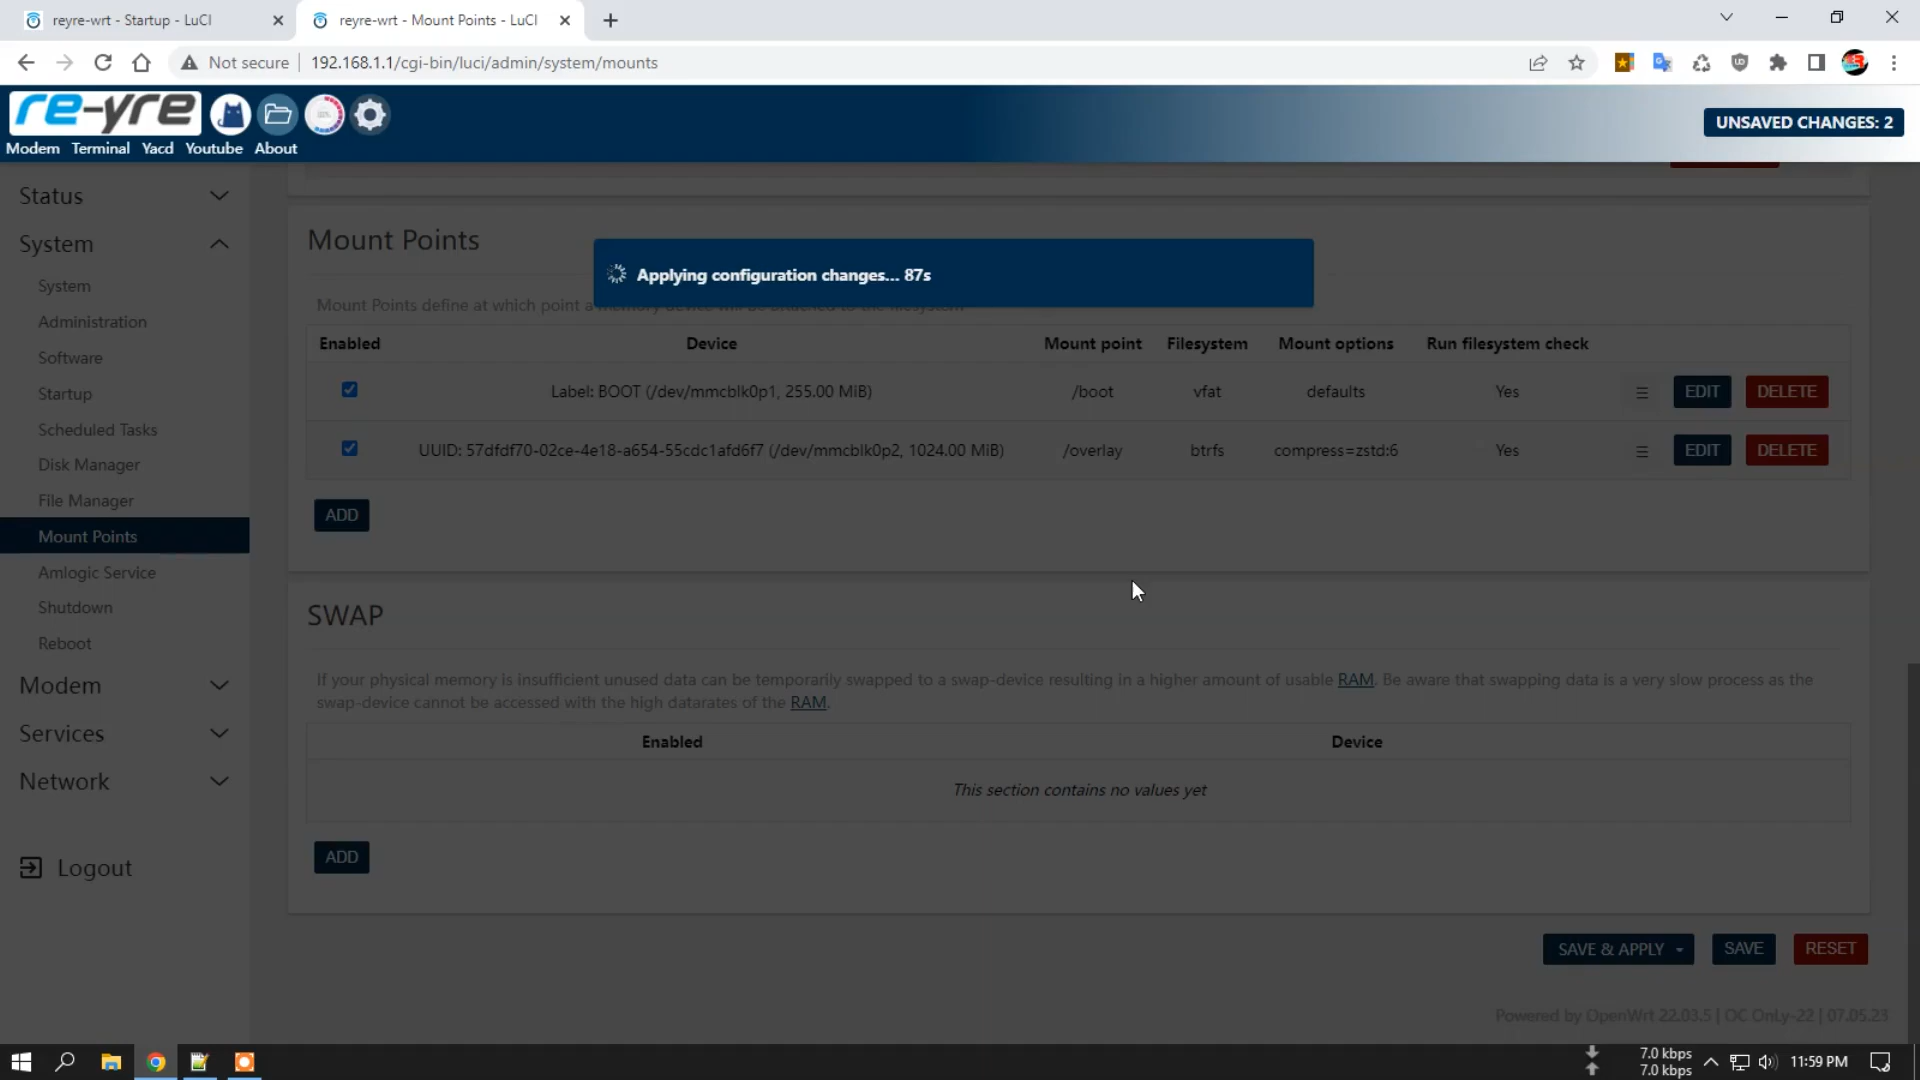 reyre-wrt - Startup - LuCI
reyre-wrt - Mount Points - LuCI
Not secure
192.168.1.1/cgi-bin/luci/admin/system/mounts
re-yre
Modem Terminal Yacd Youtube About
UNSAVED CHANGES: 2
Status
System
System
Administration
Software
Startup
Scheduled Tasks
Disk Manager
File Manager
Mount Points
Amlogic Service
Shutdown
Reboot
Modem
Services
Network
Logout
Mount Points
Applying configuration changes... 87s
Mount Points define at which point a memory device will be attached to the filesystem
Enabled Device Mount point Filesystem Mount options Run filesystem check
Label: BOOT (/dev/mmcblk0p1, 255.00 MiB) /boot vfat defaults Yes EDIT DELETE
UUID: 57dfdf70-02ce-4e18-a654-55cdc1afd6f7 (/dev/mmcblk0p2, 1024.00 MiB) /overlay btrfs compress=zstd:6 Yes EDIT DELETE
ADD
SWAP
If your physical memory is insufficient unused data can be temporarily swapped to a swap-device resulting in a higher amount of usable RAM. Be aware that swapping data is a very slow process as the
swap-device cannot be accessed with the high datarates of the RAM.
Enabled Device
This section contains no values yet
ADD
SAVE & APPLY SAVE RESET
Powered by OpenWrt 22.03.5 | OC OnLy-22 | 07.05.23
7.0 kbps
7.0 kbps
11:59 PM